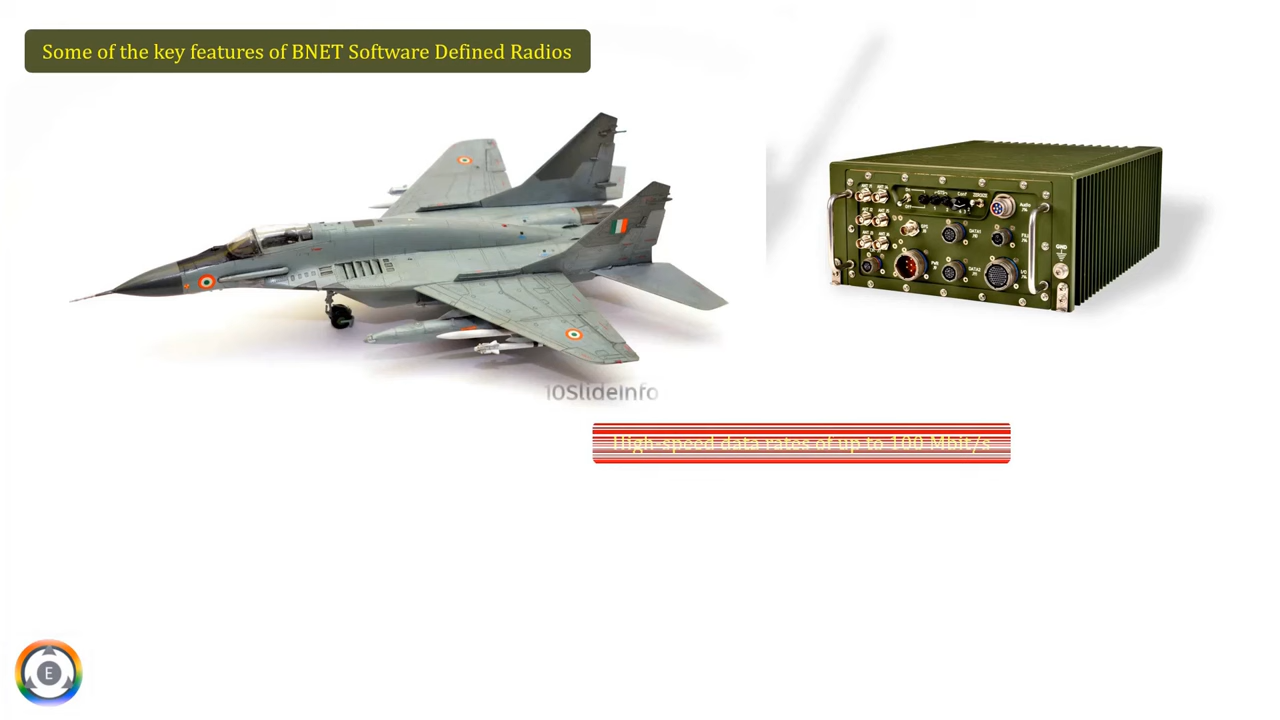 Some of the key features of BNET Software Defined Radios
10SlideInfo
High-speed data rates of up to 100 Mbit/s
E